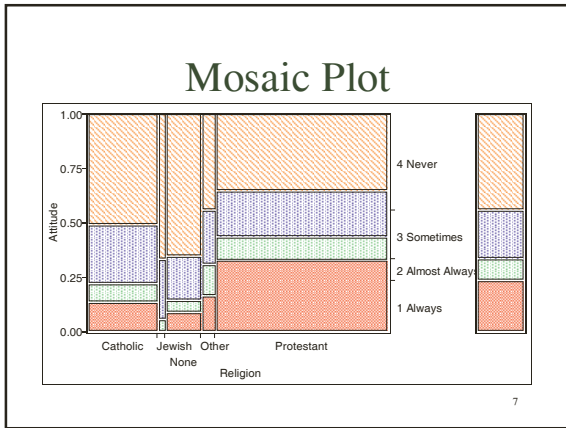 Mosaic Plot
1.00
0.75
0.50
0.25
0.00
Attitude
4 Never
3 Sometimes
2 Almost Always
1 Always
Catholic Jewish Other Protestant
None
Religion
7